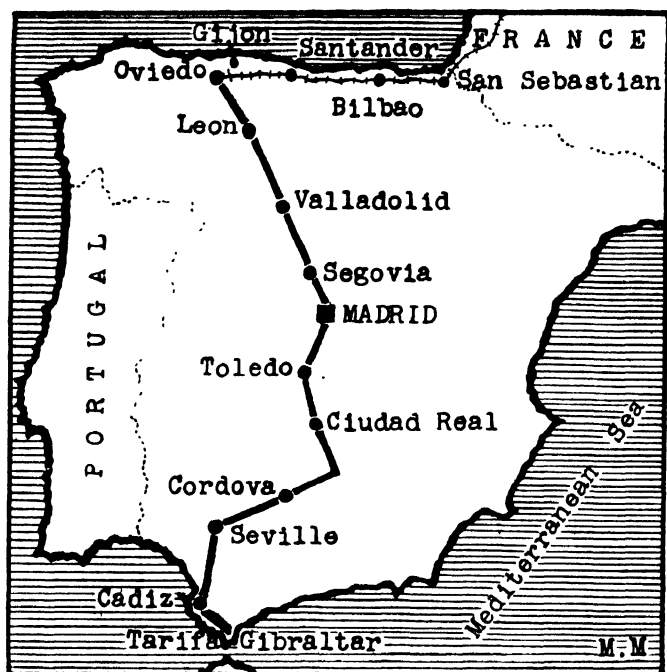 FRANCE
Gijon
Santander
Oviedo
San Sebastian
Bilbao
Leon
Valladolid
Segovia
MADRID
PORTUGAL
Toledo
Ciudad Real
Mediterranean Sea
Cordova
Seville
Cadiz
Tarifa Gibraltar
M.M